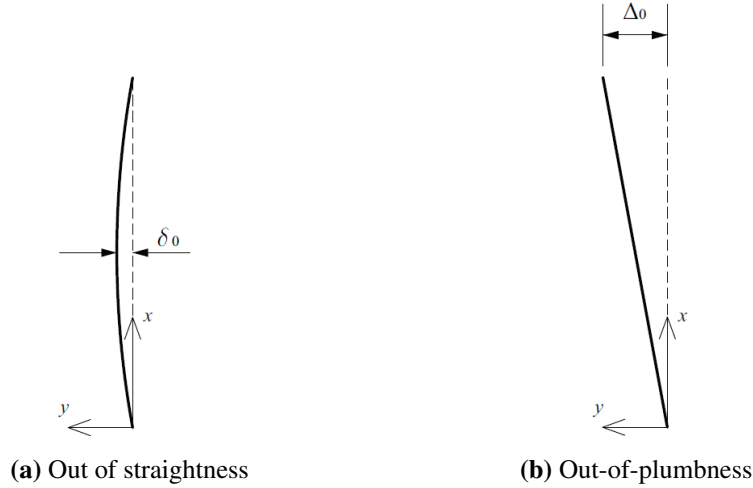 Δ₀
δ₀
x
x
y
y
(a) Out of straightness
(b) Out-of-plumbness